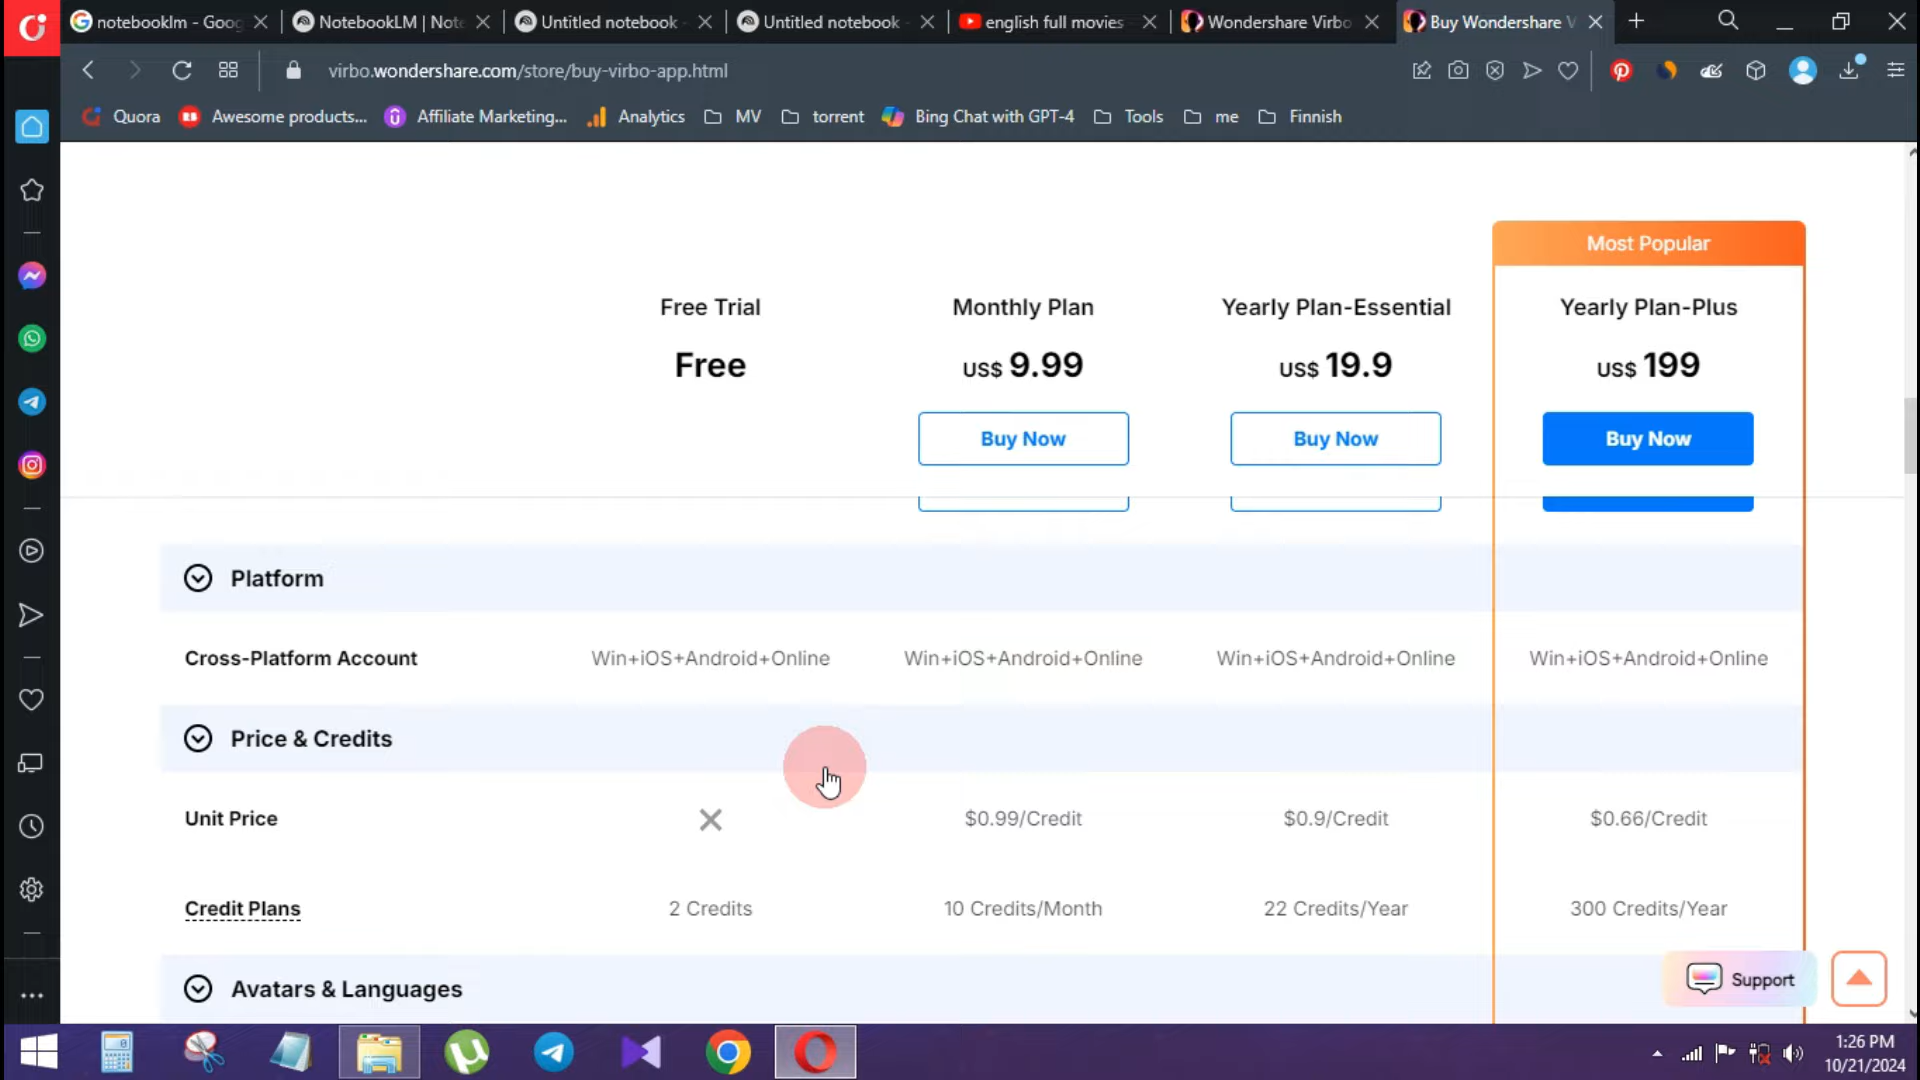 notebooklm - Goog
NotebookLM | Note
Untitled notebook -
Untitled notebook -
english full movies
Wondershare Virbo
Buy Wondershare V
virbo.wondershare.com/store/buy-virbo-app.html
Quora
Awesome products...
Affiliate Marketing...
Analytics
MV
torrent
Bing Chat with GPT-4
Tools
me
Finnish
Most Popular
Free Trial
Monthly Plan
Yearly Plan-Essential
Yearly Plan-Plus
Free
US$ 9.99
US$ 19.9
US$ 199
Buy Now
Buy Now
Buy Now
Platform
Cross-Platform Account
Win+iOS+Android+Online
Win+iOS+Android+Online
Win+iOS+Android+Online
Win+iOS+Android+Online
Price & Credits
Unit Price
$0.99/Credit
$0.9/Credit
$0.66/Credit
Credit Plans
2 Credits
10 Credits/Month
22 Credits/Year
300 Credits/Year
Avatars & Languages
Support
1:26 PM
10/21/2024